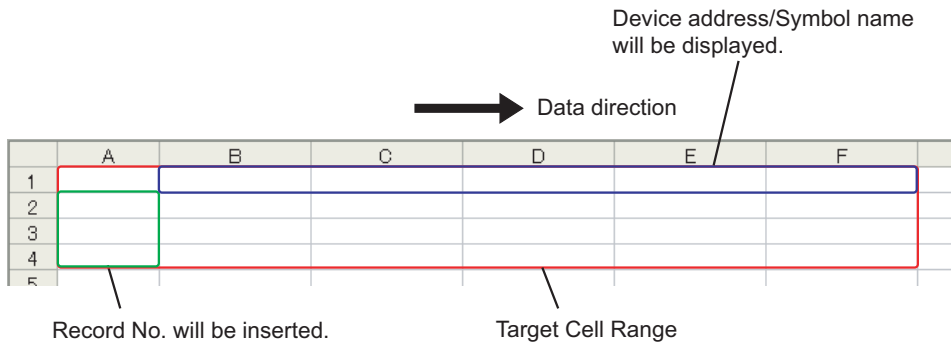 Device address/Symbol name
will be displayed.
Data direction
A B C D E F
1
2
3
4
5
Record No. will be inserted.
Target Cell Range